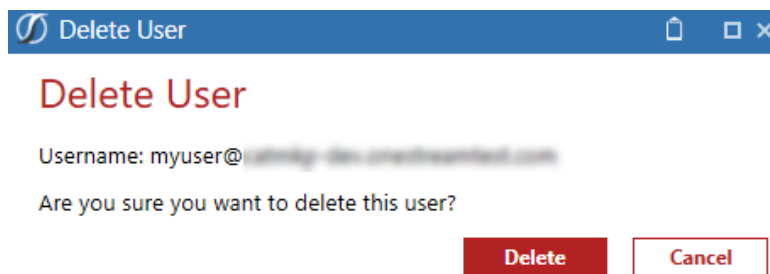 Delete User
Delete User
Username: myuser@
Are you sure you want to delete this user?
Delete Cancel